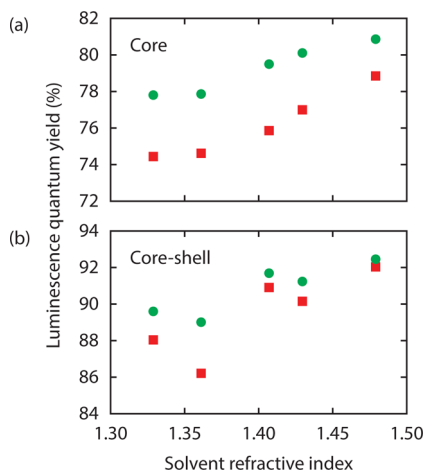 (a)
Core
82
80
78
76
74
72
Luminescence quantum yield (%)
(b)
Core-shell
94
92
90
88
86
84
1.30 1.35 1.40 1.45 1.50
Solvent refractive index